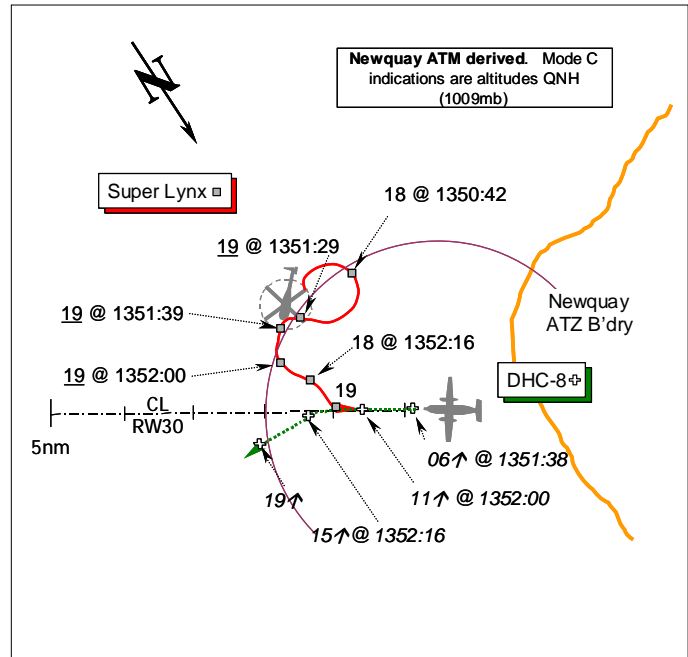 Newquay ATM derived. Mode C
indications are altitudes QNH
(1009mb)
N
Super Lynx
18 @ 1350:42
19 @ 1351:29
19 @ 1351:39
Newquay
ATZ B'dry
19 @ 1352:00
18 @ 1352:16
DHC-8
19
CL
RW30
5nm
06↑ @ 1351:38
19↑
11↑ @ 1352:00
15↑ @ 1352:16